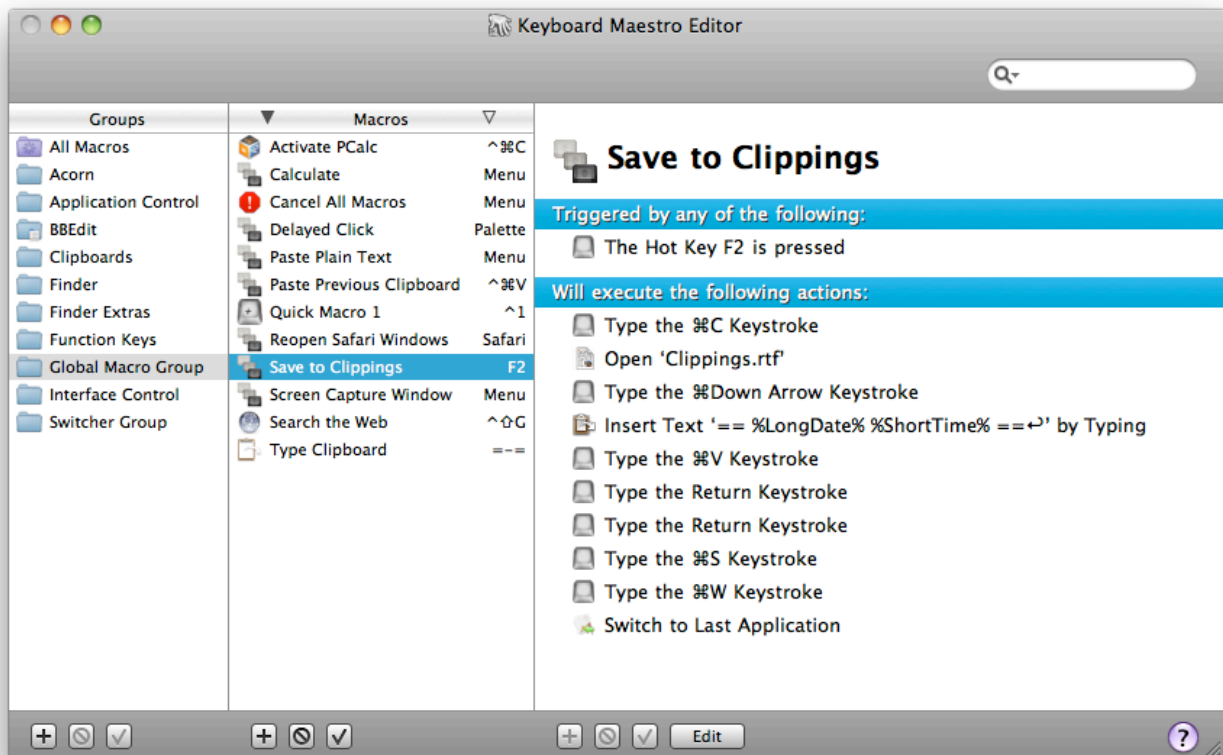 Keyboard Maestro Editor
Groups
All Macros
Acorn
Application Control
BBEdit
Clipboards
Finder
Finder Extras
Function Keys
Global Macro Group
Interface Control
Switcher Group
▼ Macros ▽
Activate PCalc ^⌘C
Calculate Menu
Cancel All Macros Menu
Delayed Click Palette
Paste Plain Text Menu
Paste Previous Clipboard ^⌘V
Quick Macro 1 ^1
Reopen Safari Windows Safari
Save to Clippings F2
Screen Capture Window Menu
Search the Web ^⇧G
Type Clipboard =-=
Save to Clippings
Triggered by any of the following:
The Hot Key F2 is pressed
Will execute the following actions:
Type the ⌘C Keystroke
Open ‘Clippings.rtf’
Type the ⌘Down Arrow Keystroke
Insert Text ‘== %LongDate% %ShortTime% ==↩’ by Typing
Type the ⌘V Keystroke
Type the Return Keystroke
Type the Return Keystroke
Type the ⌘S Keystroke
Type the ⌘W Keystroke
Switch to Last Application
Edit
?